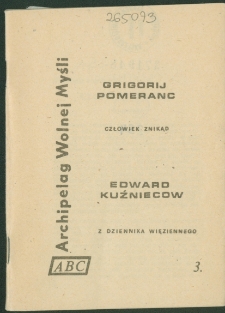 265093
Archipelag Wolnej Myśli
ABC
GRIGORIJ
POMERANC
CZŁOWIEK ZNIKĄD
EDWARD
KUŹNIECOW
Z DZIENNIKA WIĘZIENNEGO
3.